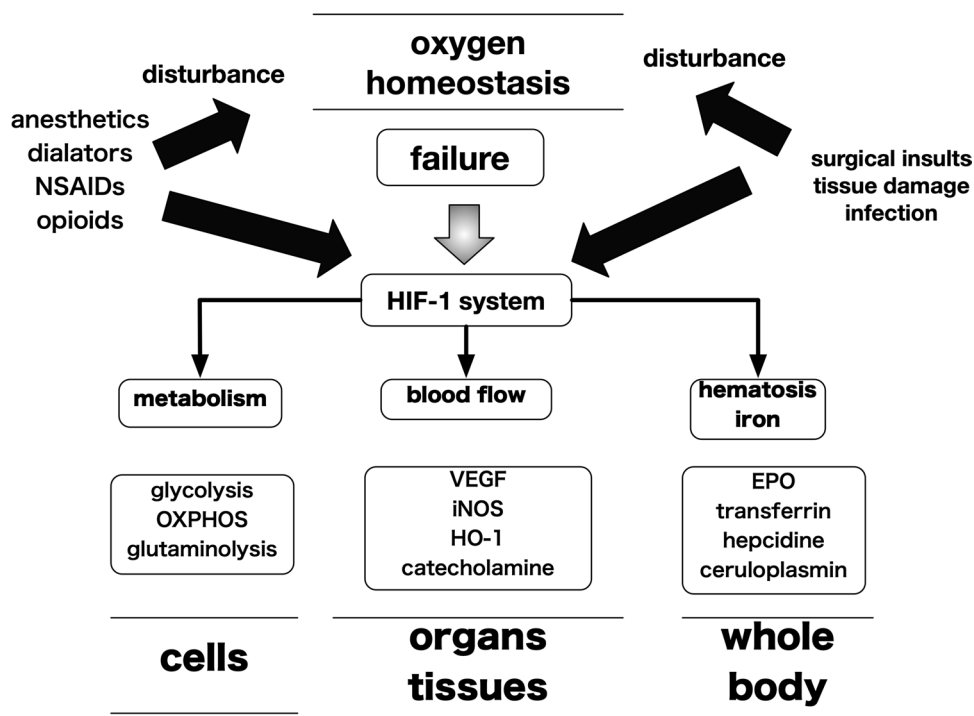 oxygen
homeostasis
disturbance
disturbance
anesthetics
dialators
NSAIDs
opioids
failure
surgical insults
tissue damage
infection
HIF-1 system
metabolism
blood flow
hematosis
iron
glycolysis
OXPHOS
glutaminolysis
VEGF
iNOS
HO-1
catecholamine
EPO
transferrin
hepcidine
ceruloplasmin
cells
organs
tissues
whole
body